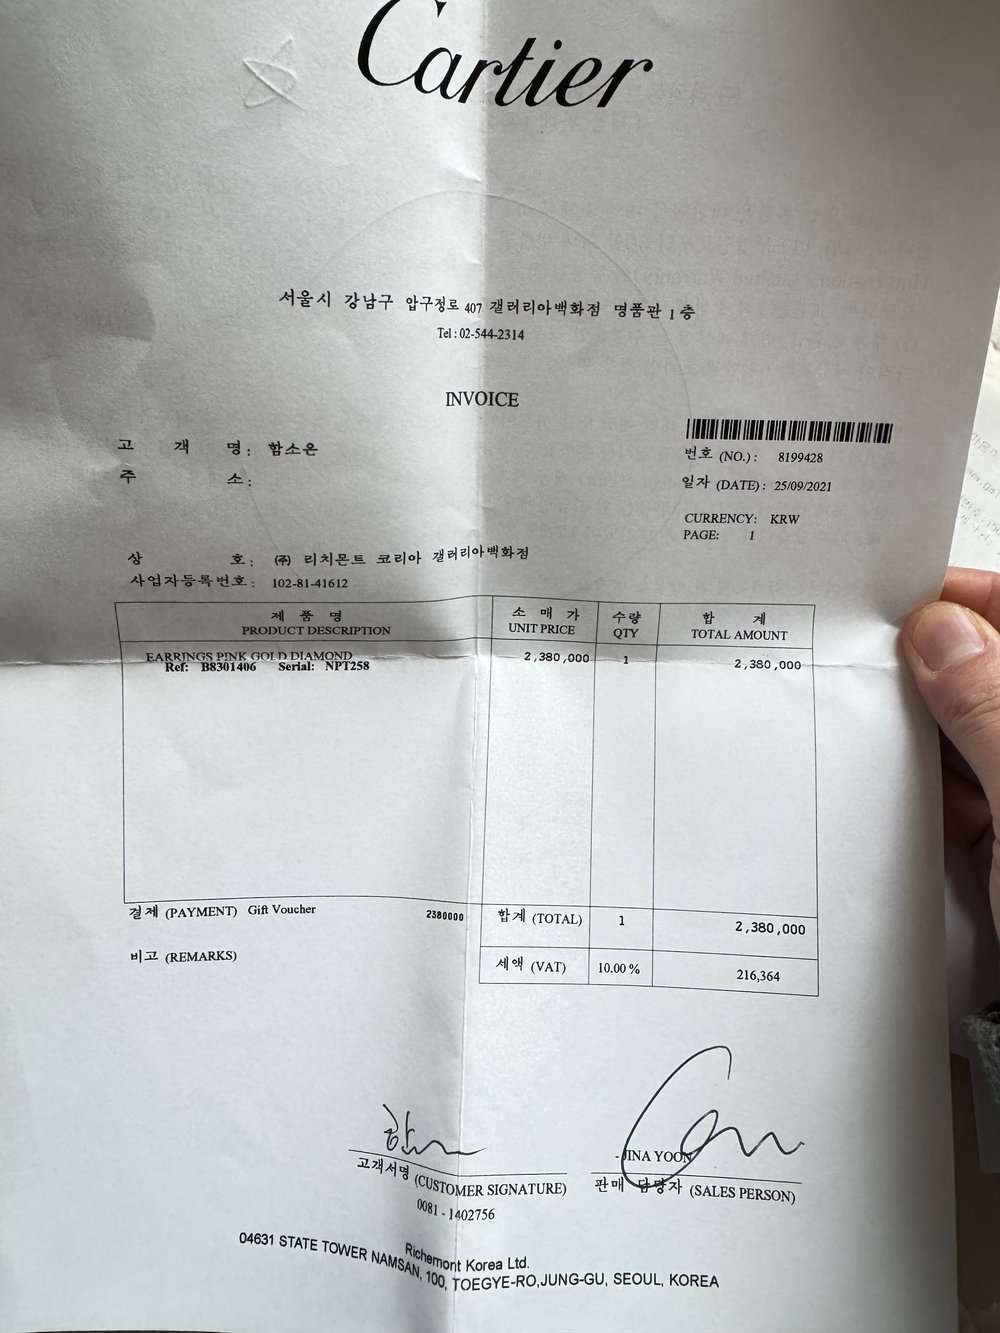 Cartier
서울시 강남구 압구정로 407 갤러리아백화점 명품관 1 층
Tel : 02-544-2314
INVOICE
고 객 명 : 함소은
주 소 :
번호 (NO.) : 8199428
일자 (DATE) : 25/09/2021
CURRENCY: KRW
PAGE: 1
상 호 : ㈜ 리치몬트 코리아 갤러리아백화점
사업자등록번호 : 102-81-41612
제 품 명 소 매 가 수량 합 계
PRODUCT DESCRIPTION UNIT PRICE QTY TOTAL AMOUNT
EARRINGS PINK GOLD DIAMOND 2,380,000 1 2,380,000
Ref: B8301406 Serial: NPT258
결제 (PAYMENT) Gift Voucher 2380000 합계 (TOTAL) 1 2,380,000
비고 (REMARKS) 세액 (VAT) 10.00 % 216,364
- JINA YOON
고객서명 (CUSTOMER SIGNATURE) 판매 담당자 (SALES PERSON)
0081 - 1402756
Richemont Korea Ltd.
04631 STATE TOWER NAMSAN, 100, TOEGYE-RO,JUNG-GU, SEOUL, KOREA